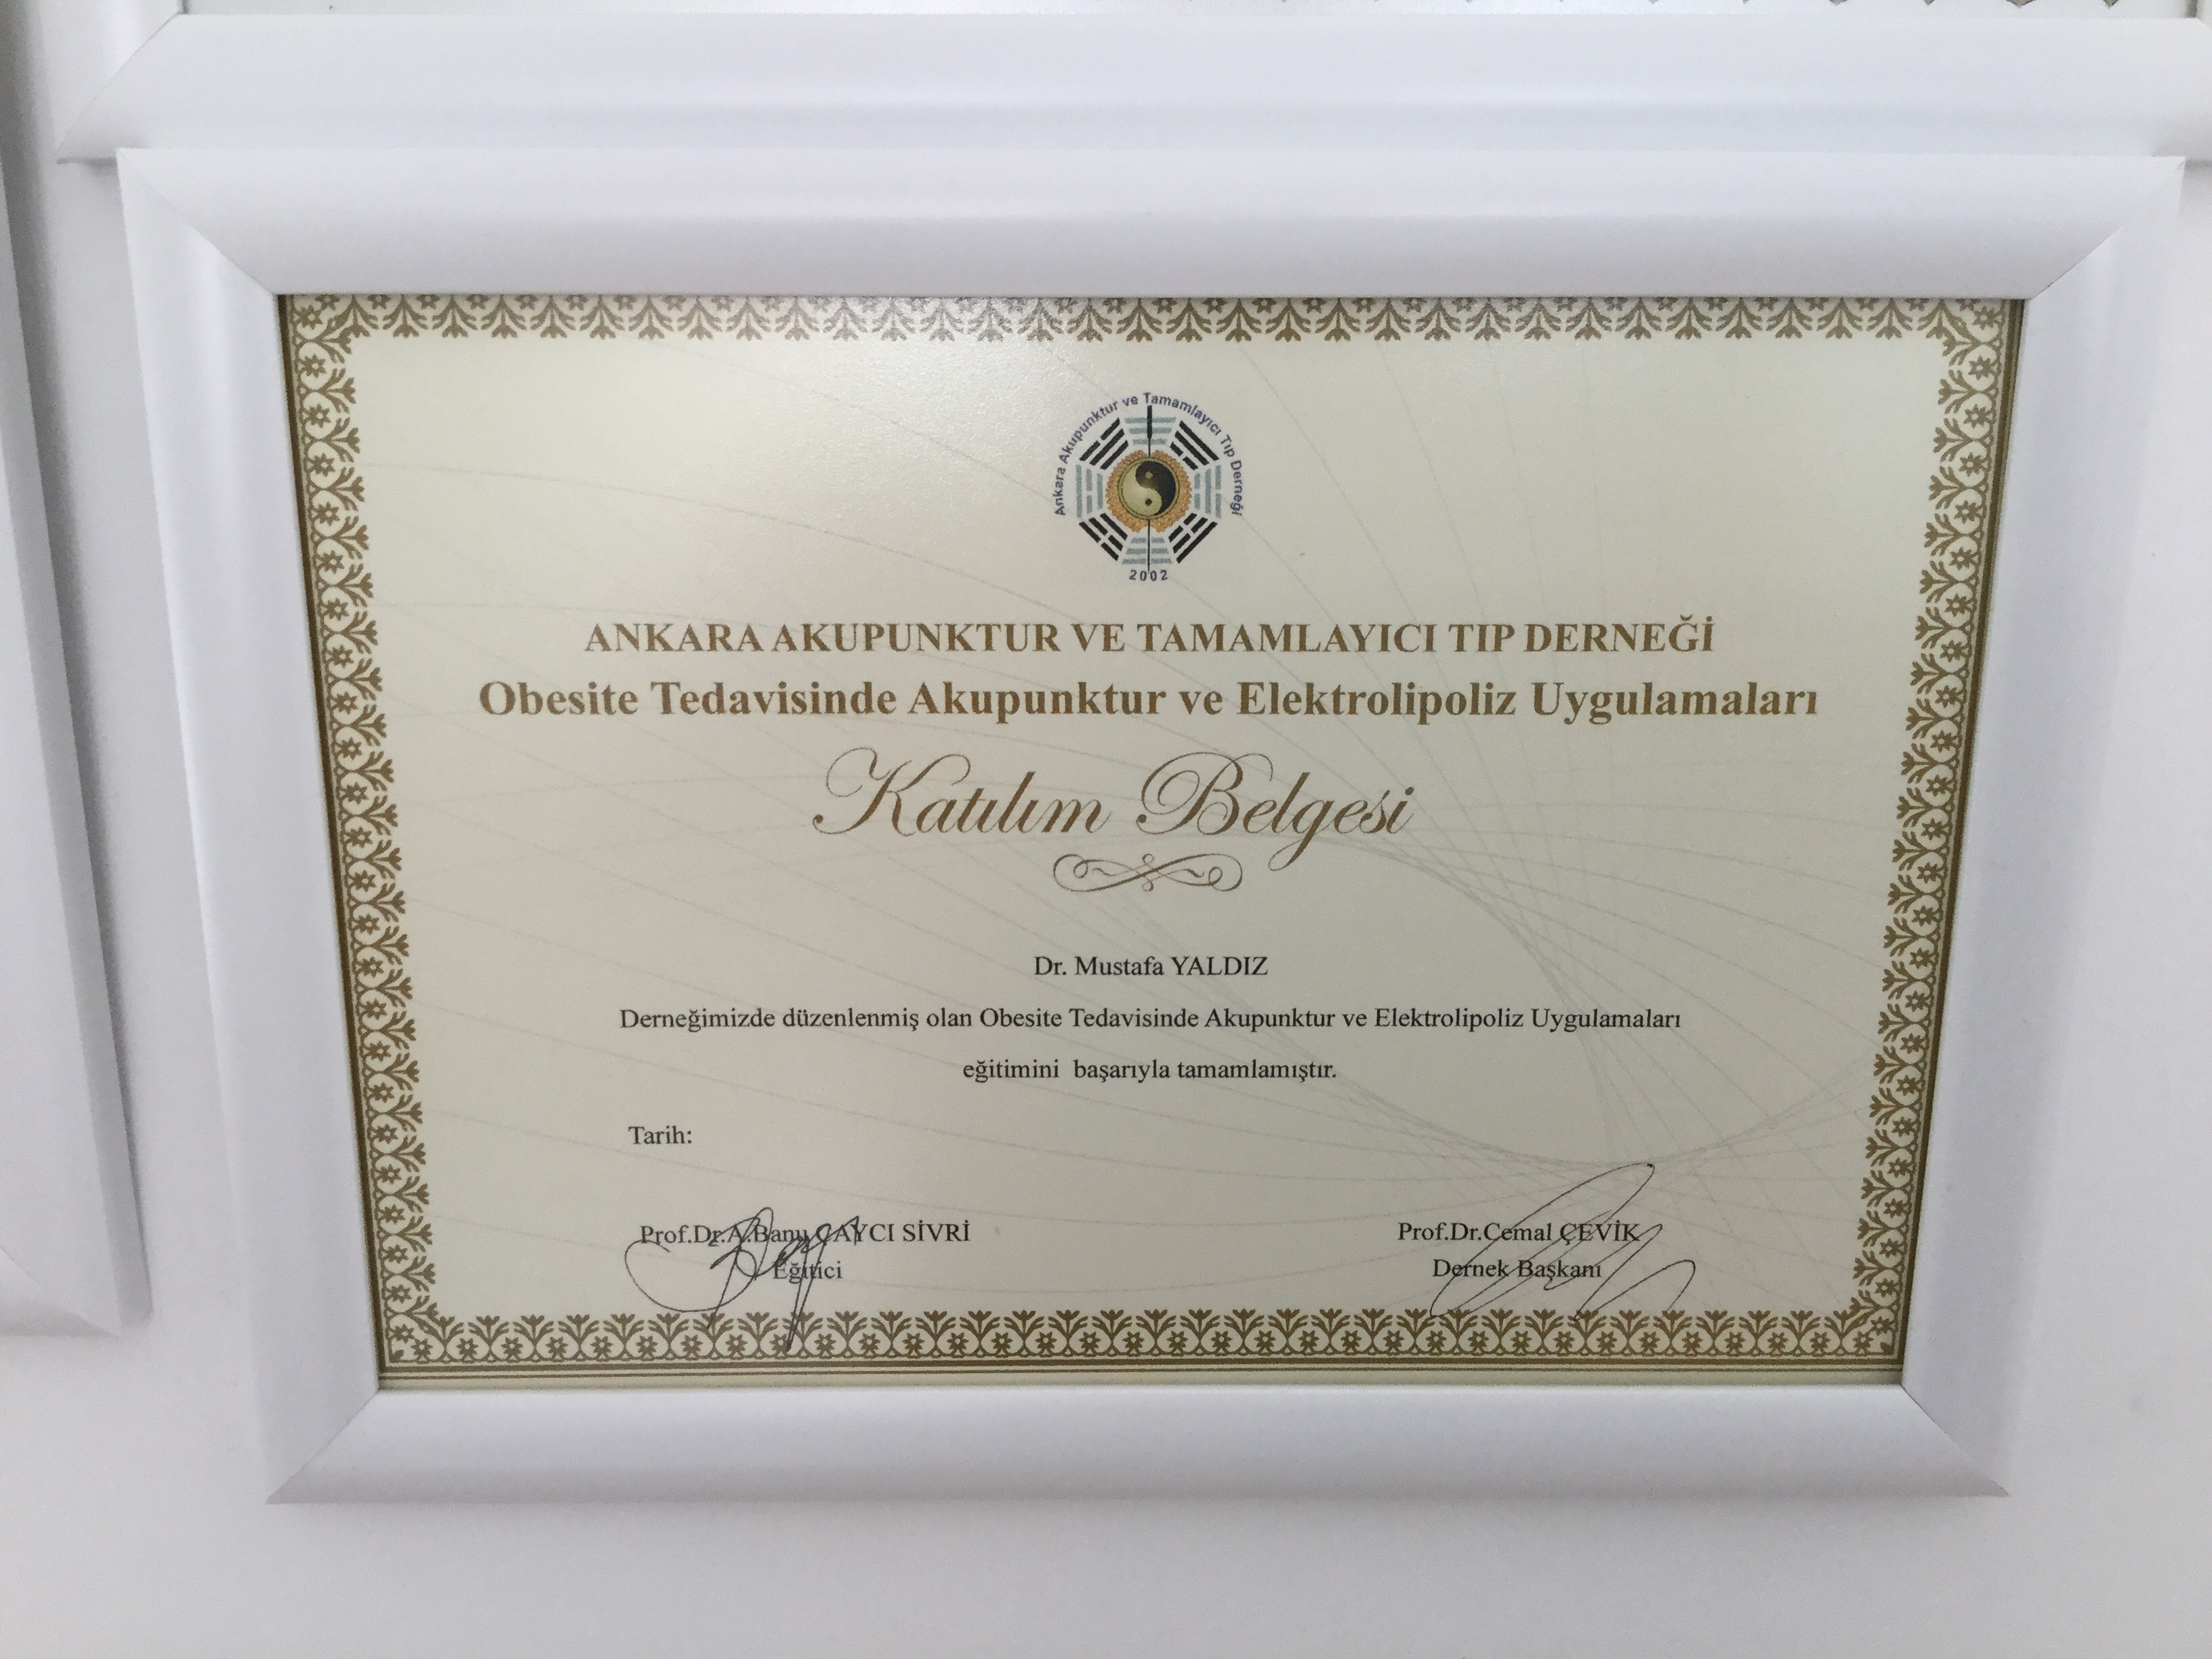 Ankara Akupunktur ve Tamamlayıcı Tıp Derneği
2002
ANKARA AKUPUNKTUR VE TAMAMLAYICI TIP DERNEĞİ
Obesite Tedavisinde Akupunktur ve Elektrolipoliz Uygulamaları
Katılım Belgesi
Dr. Mustafa YALDIZ
Derneğimizde düzenlenmiş olan Obesite Tedavisinde Akupunktur ve Elektrolipoliz Uygulamaları
eğitimini başarıyla tamamlamıştır.
Tarih:
Prof.Dr.A.Banu ÇAYCI SİVRİ
Eğitici
Prof.Dr.Cemal ÇEVİK
Dernek Başkanı